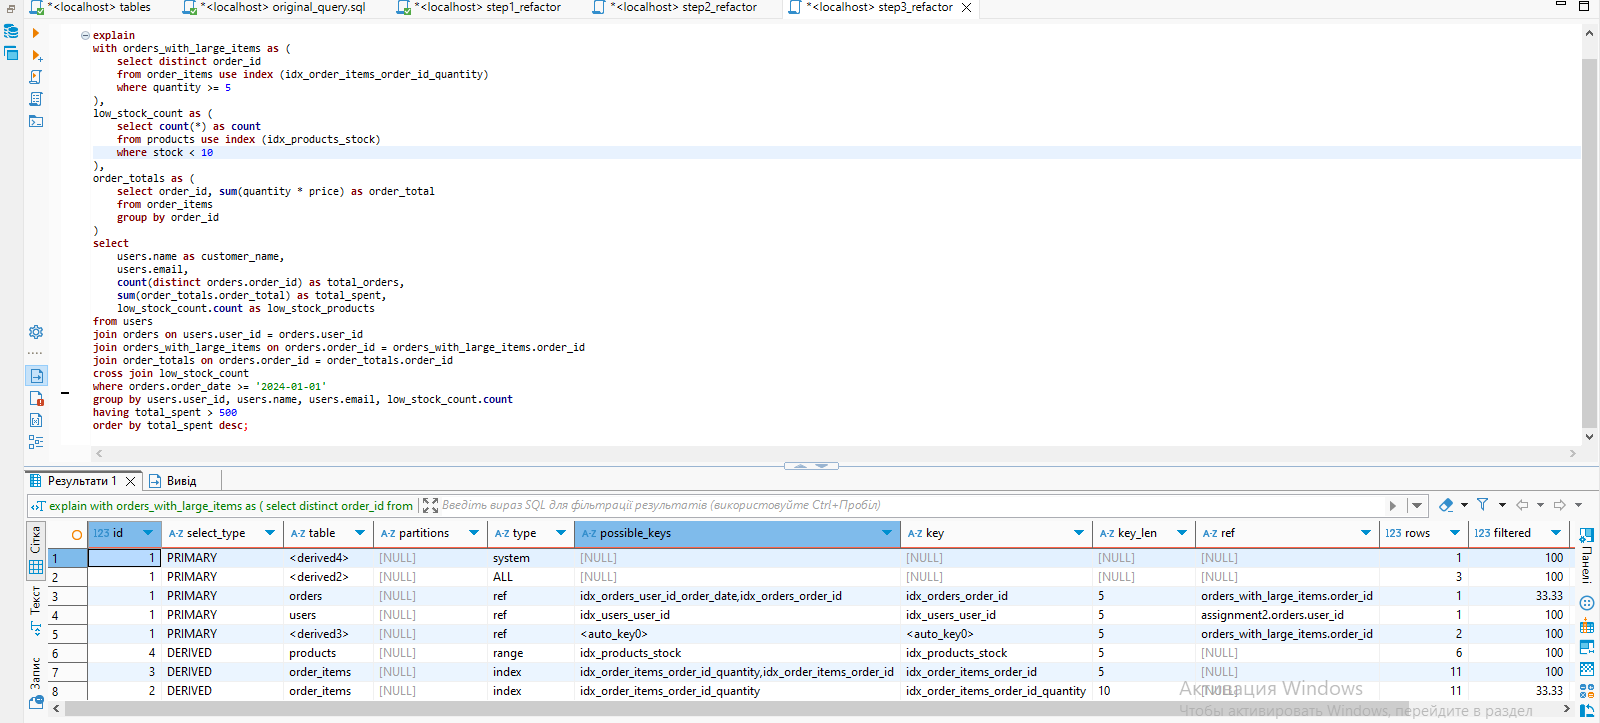 *<localhost> tables
*<localhost> original_query.sql
*<localhost> step1_refactor
*<localhost> step2_refactor
*<localhost> step3_refactor
explain
with orders_with_large_items as (
select distinct order_id
from order_items use index (idx_order_items_order_id_quantity)
where quantity >= 5
),
low_stock_count as (
select count(*) as count
from products use index (idx_products_stock)
where stock < 10
),
order_totals as (
select order_id, sum(quantity * price) as order_total
from order_items
group by order_id
)
select
users.name as customer_name,
users.email,
count(distinct orders.order_id) as total_orders,
sum(order_totals.order_total) as total_spent,
low_stock_count.count as low_stock_products
from users
join orders on users.user_id = orders.user_id
join orders_with_large_items on orders.order_id = orders_with_large_items.order_id
join order_totals on orders.order_id = order_totals.order_id
cross join low_stock_count
where orders.order_date >= '2024-01-01'
group by users.user_id, users.name, users.email, low_stock_count.count
having total_spent > 500
order by total_spent desc;
Результати 1
Вивід
explain with orders_with_large_items as ( select distinct order_id from
Введіть вираз SQL для фільтрації результатів (використовуйте Ctrl+Пробіл)
Сітка
Текст
Запис
Панелі
123 id A-Z select_type A-Z table A-Z partitions A-Z type A-Z possible_keys A-Z key A-Z key_len A-Z ref 123 rows 123 filtered
1 1 PRIMARY <derived4> [NULL] system [NULL] [NULL] [NULL] [NULL] 1 100
2 1 PRIMARY <derived2> [NULL] ALL [NULL] [NULL] [NULL] [NULL] 3 100
3 1 PRIMARY orders [NULL] ref idx_orders_user_id_order_date,idx_orders_order_id idx_orders_order_id 5 orders_with_large_items.order_id 1 33.33
4 1 PRIMARY users [NULL] ref idx_users_user_id idx_users_user_id 5 assignment2.orders.user_id 1 100
5 1 PRIMARY <derived3> [NULL] ref <auto_key0> <auto_key0> 5 orders_with_large_items.order_id 2 100
6 4 DERIVED products [NULL] range idx_products_stock idx_products_stock 5 [NULL] 6 100
7 3 DERIVED order_items [NULL] index idx_order_items_order_id_quantity,idx_order_items_order_id idx_order_items_order_id 5 [NULL] 11 100
8 2 DERIVED order_items [NULL] index idx_order_items_order_id_quantity idx_order_items_order_id_quantity 10 [NULL] 11 33.33
Активация Windows
Чтобы активировать Windows, перейдите в раздел